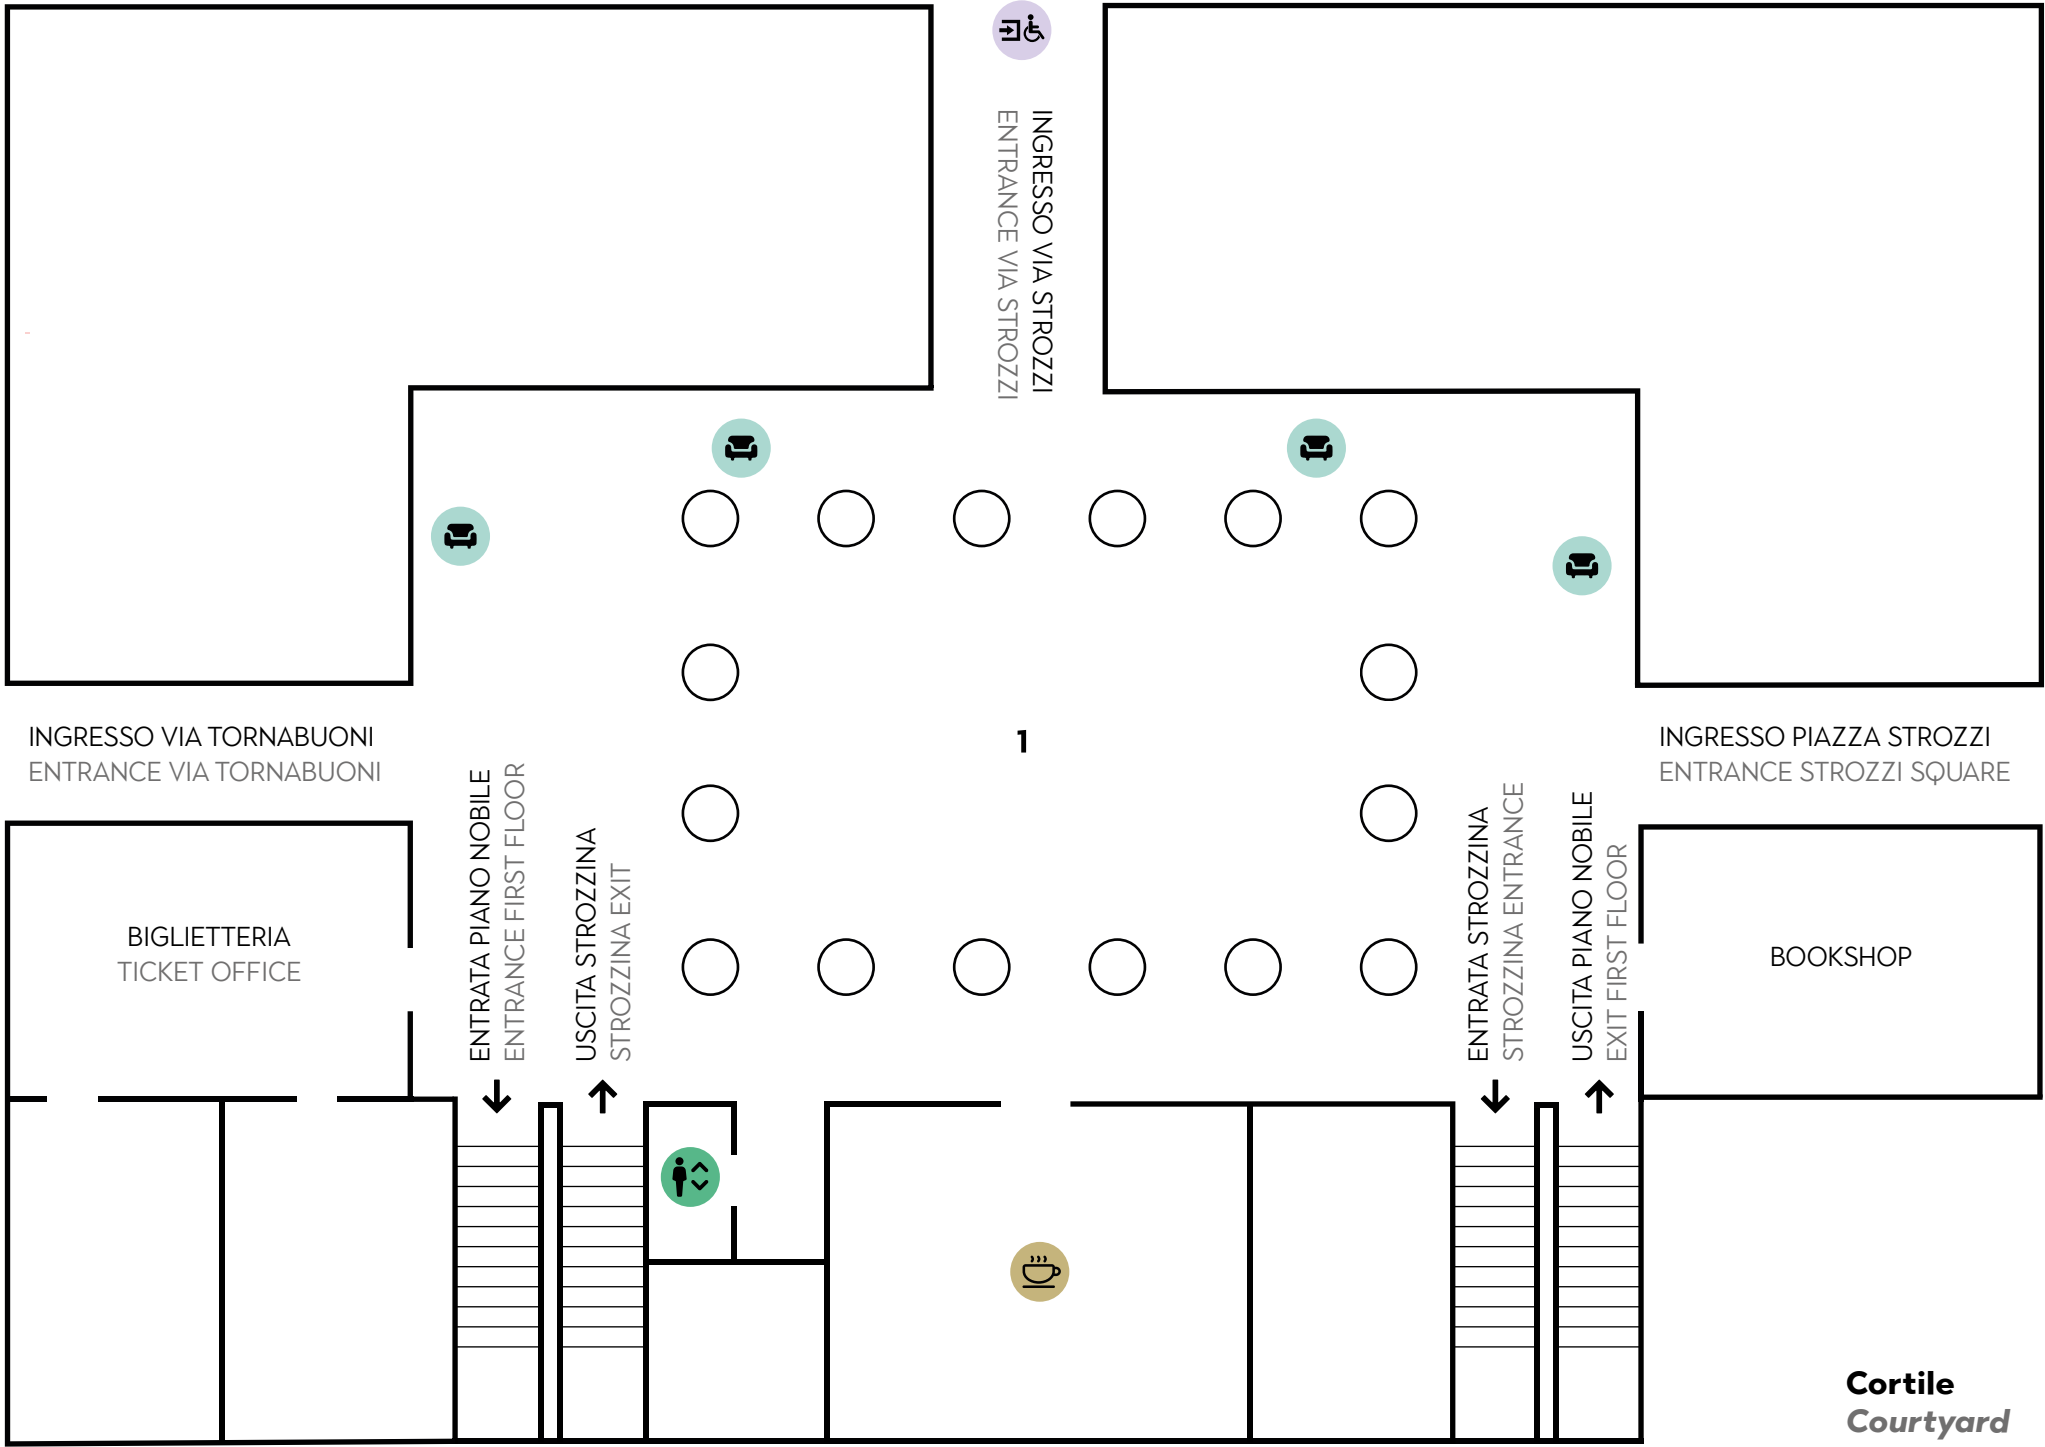 INGRESSO VIA STROZZI
ENTRANCE VIA STROZZI
INGRESSO VIA TORNABUONI
ENTRANCE VIA TORNABUONI
1
INGRESSO PIAZZA STROZZI
ENTRANCE STROZZI SQUARE
BIGLIETTERIA
TICKET OFFICE
ENTRATA PIANO NOBILE
ENTRANCE FIRST FLOOR
USCITA STROZZINA
STROZZINA EXIT
ENTRATA STROZZINA
STROZZINA ENTRANCE
USCITA PIANO NOBILE
EXIT FIRST FLOOR
BOOKSHOP
Cortile
Courtyard